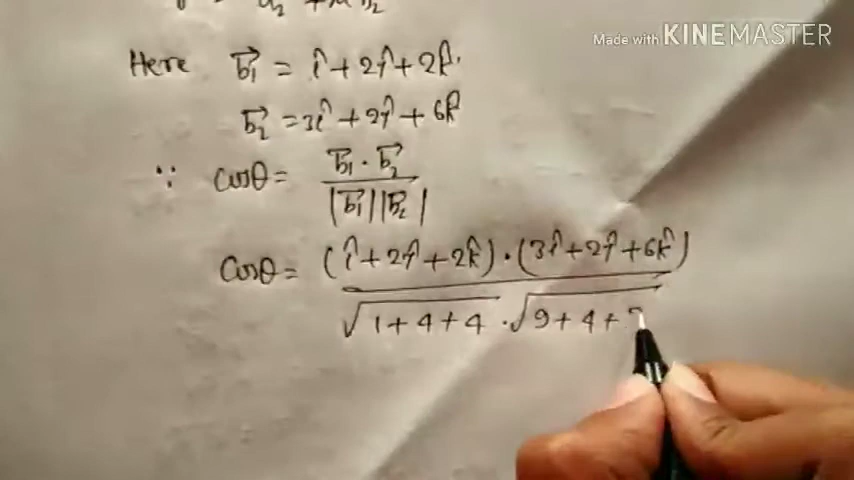 Made with KINEMASTER
Here b₁⃗ = î + 2ĵ + 2k̂.
b₂⃗ = 3î + 2ĵ + 6k̂
∵ cosθ = b₁⃗ . b₂⃗ / |b₁⃗| |b₂⃗|
cosθ = (î + 2ĵ + 2k̂) . (3î + 2ĵ + 6k̂) / √1 + 4 + 4 . √9 + 4 +